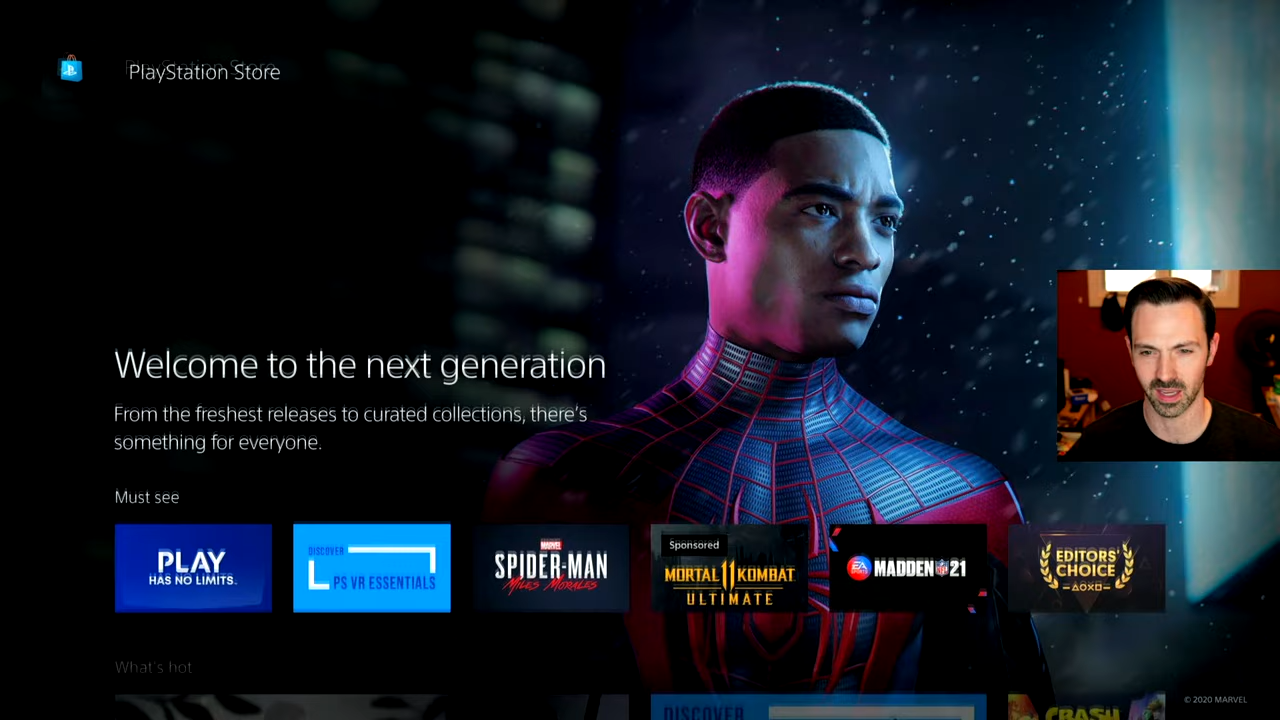 PlayStation Store
Welcome to the next generation
From the freshest releases to curated collections, there's
something for everyone.
Must see
PLAY
HAS NO LIMITS.
DISCOVER
PS VR ESSENTIALS
MARVEL
SPIDER-MAN
MILES MORALES
Sponsored
MORTAL KOMBAT 11
ULTIMATE
EA SPORTS
MADDEN NFL 21
EDITORS'
CHOICE
What's hot
DISCOVER
CRASH
© 2020 MARVEL